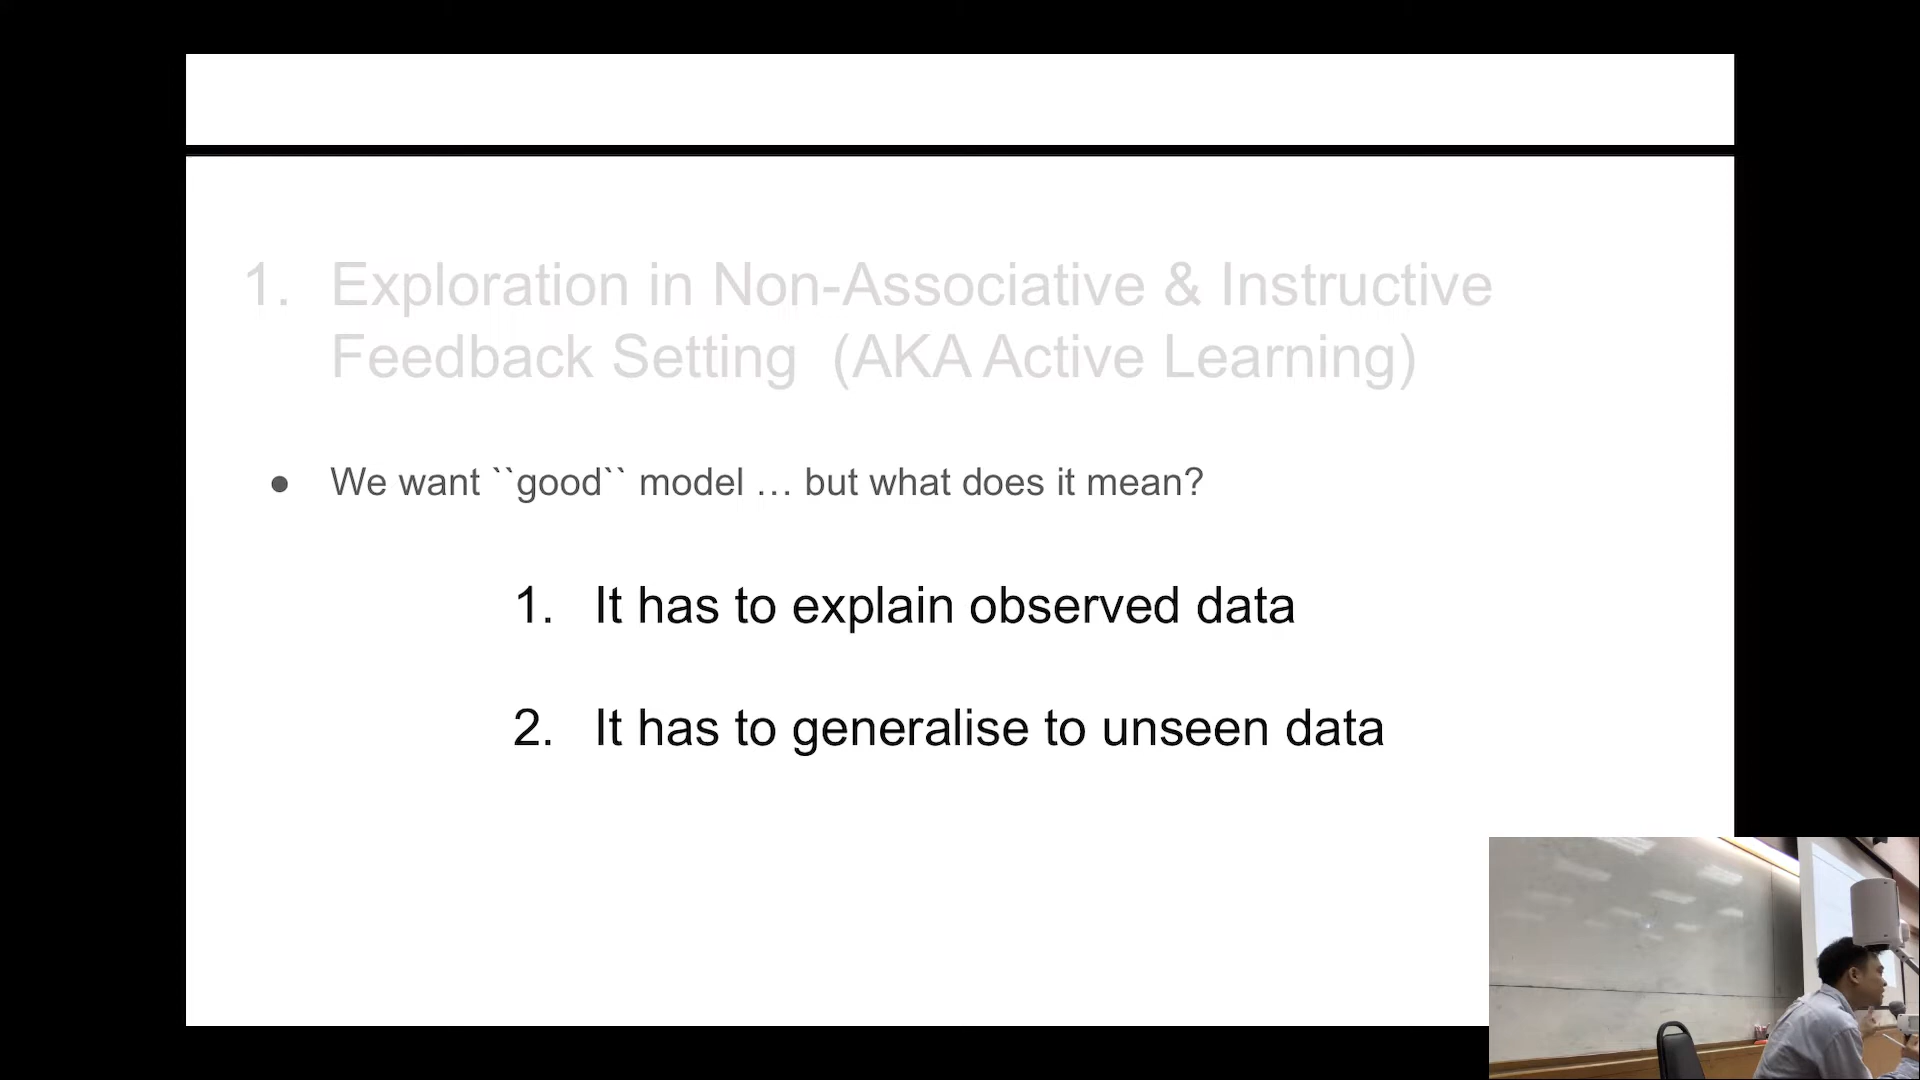 1. Exploration in Non-Associative & Instructive
Feedback Setting (AKA Active Learning)
● We want ``good`` model … but what does it mean?
1. It has to explain observed data
2. It has to generalise to unseen data